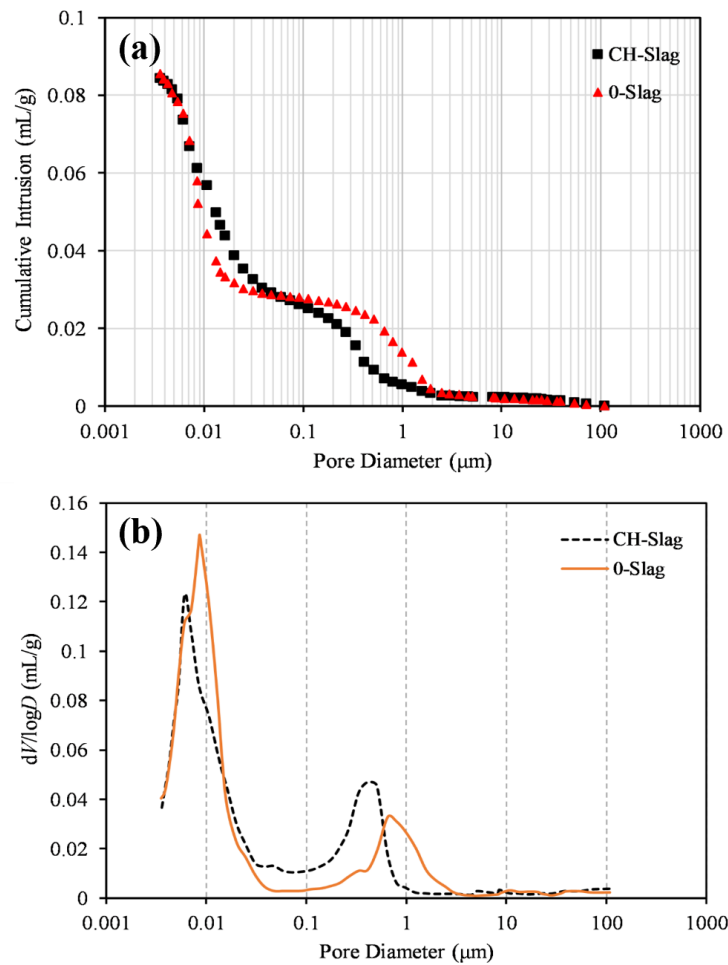 (a)
CH-Slag
0-Slag
Cumulative Intrusion (mL/g)
0.1
0.08
0.06
0.04
0.02
0
0.001 0.01 0.1 1 10 100 1000
Pore Diameter (μm)
(b)
CH-Slag
0-Slag
dV/logD (mL/g)
0.16
0.14
0.12
0.1
0.08
0.06
0.04
0.02
0
0.001 0.01 0.1 1 10 100 1000
Pore Diameter (μm)